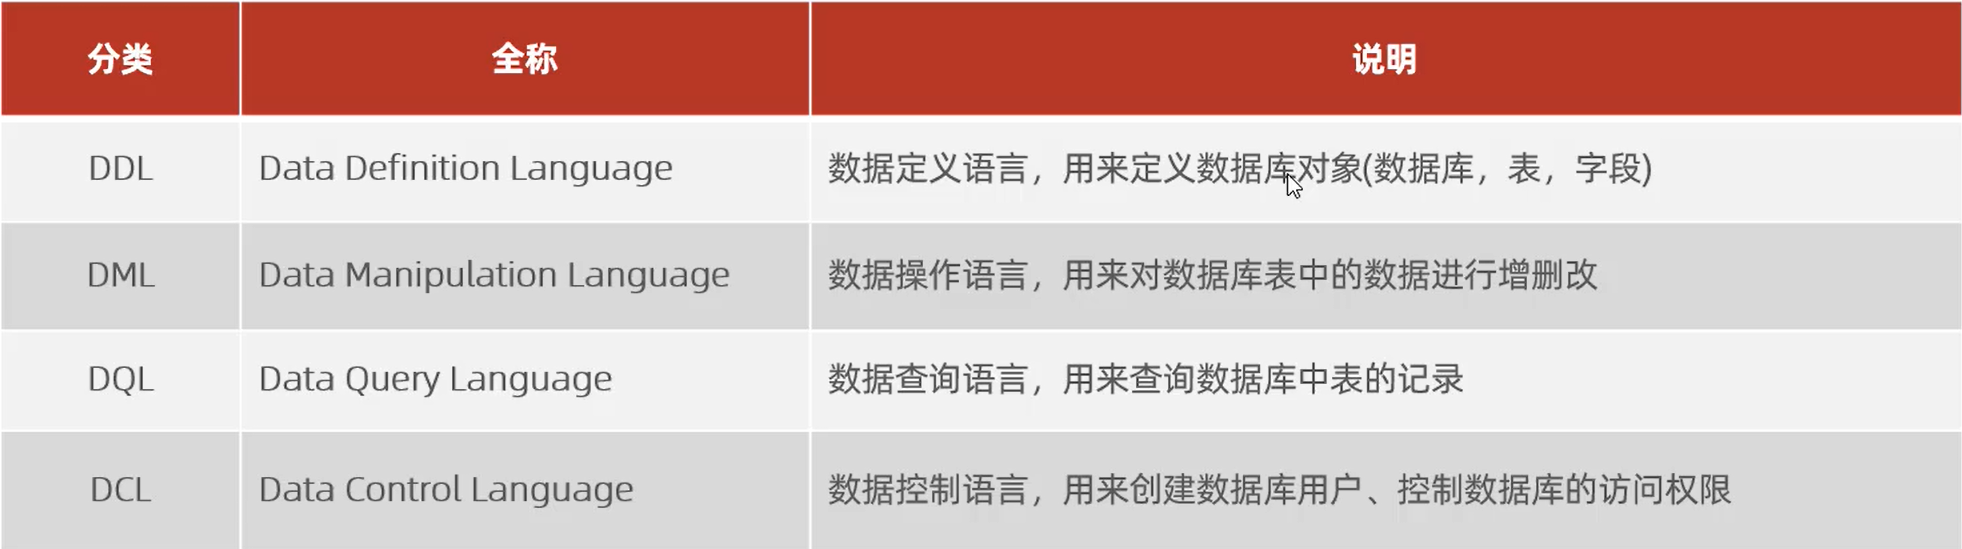 分类 全称 说明
DDL Data Definition Language 数据定义语言，用来定义数据库对象(数据库，表，字段)
DML Data Manipulation Language 数据操作语言，用来对数据库表中的数据进行增删改
DQL Data Query Language 数据查询语言，用来查询数据库中表的记录
DCL Data Control Language 数据控制语言，用来创建数据库用户、控制数据库的访问权限